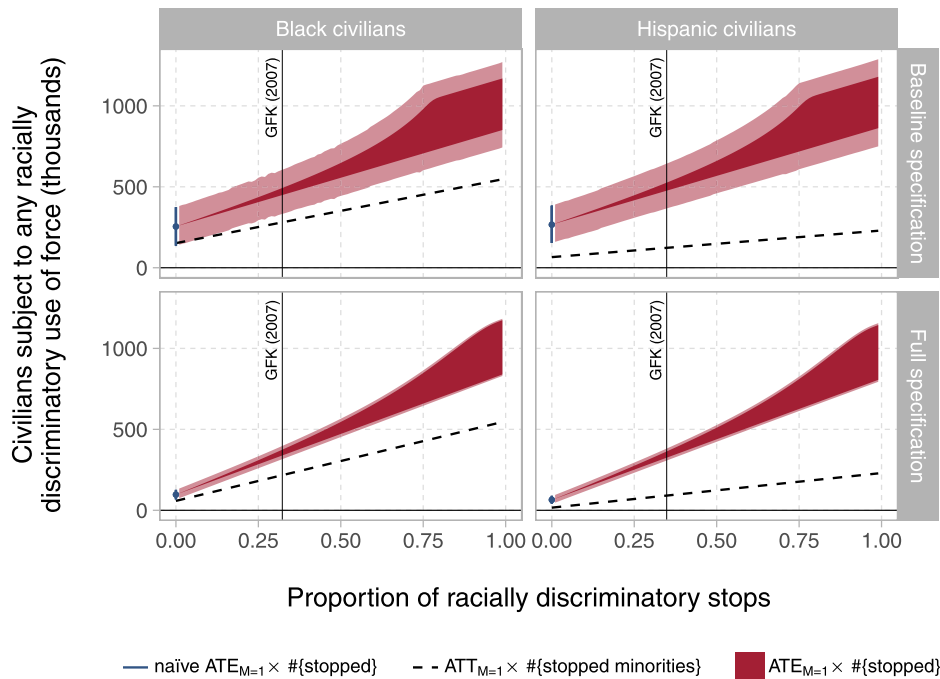 Black civilians
Hispanic civilians
Civilians subject to any racially
discriminatory use of force (thousands)
1000
500
0
GFK (2007)
GFK (2007)
Baseline specification
1000
500
0
GFK (2007)
GFK (2007)
Full specification
0.00 0.25 0.50 0.75 1.00 0.00 0.25 0.50 0.75 1.00
Proportion of racially discriminatory stops
naïve ATE_{M=1} × #{stopped}
ATT_{M=1} × #{stopped minorities}
ATE_{M=1} × #{stopped}